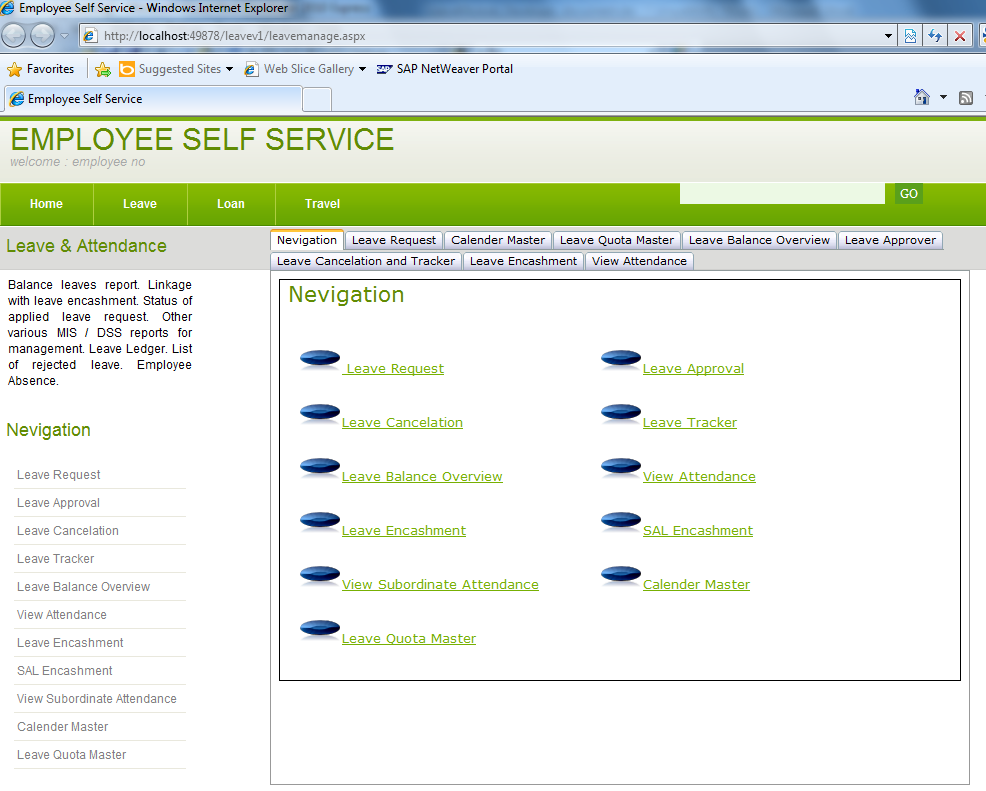 Employee Self Service - Windows Internet Explorer
http://localhost:49878/leavev1/leavemanage.aspx
Favorites Suggested Sites Web Slice Gallery SAP SAP NetWeaver Portal
Employee Self Service
EMPLOYEE SELF SERVICE
welcome : employee no
Home Leave Loan Travel GO
Leave & Attendance
Balance leaves report. Linkage
with leave encashment. Status of
applied leave request. Other
various MIS / DSS reports for
management. Leave Ledger. List
of rejected leave. Employee
Absence.
Nevigation
Leave Request
Leave Approval
Leave Cancelation
Leave Tracker
Leave Balance Overview
View Attendance
Leave Encashment
SAL Encashment
View Subordinate Attendance
Calender Master
Leave Quota Master
Nevigation Leave Request Calender Master Leave Quota Master Leave Balance Overview Leave Approver
Leave Cancelation and Tracker Leave Encashment View Attendance
Nevigation
Leave Request Leave Approval
Leave Cancelation Leave Tracker
Leave Balance Overview View Attendance
Leave Encashment SAL Encashment
View Subordinate Attendance Calender Master
Leave Quota Master